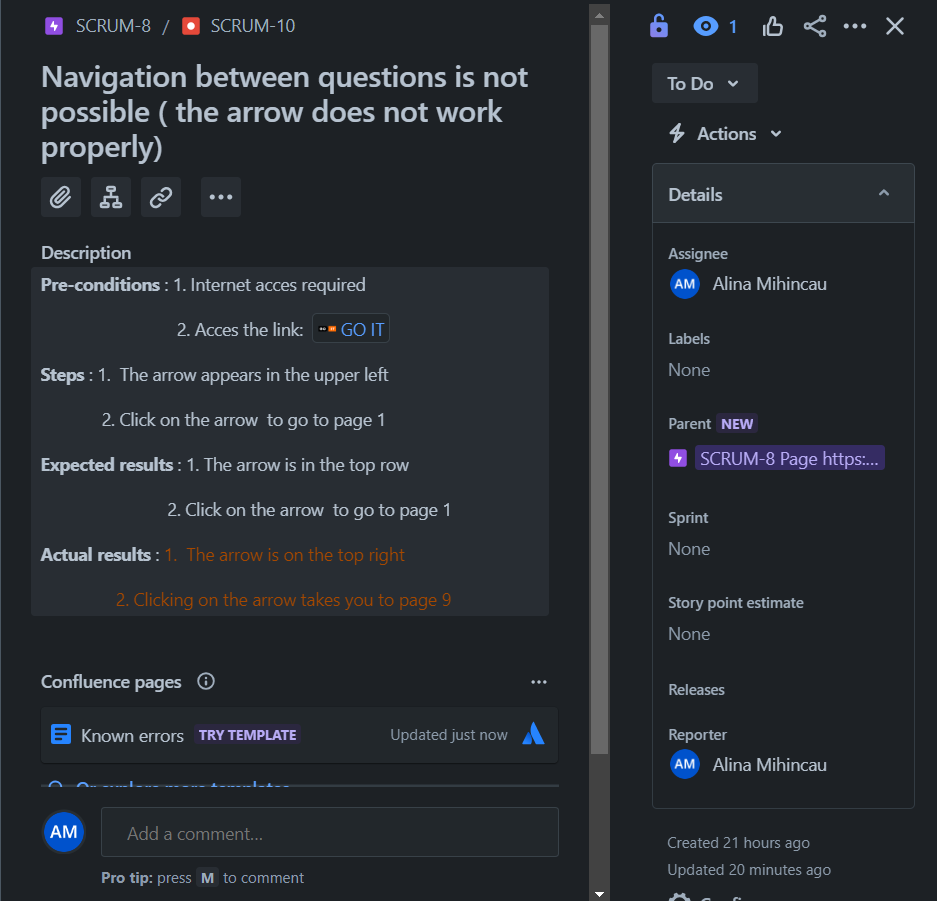 SCRUM-8 / SCRUM-10
Navigation between questions is not
possible ( the arrow does not work
properly)
Description
Pre-conditions : 1. Internet acces required
2. Acces the link: GO IT
Steps : 1. The arrow appears in the upper left
2. Click on the arrow to go to page 1
Expected results : 1. The arrow is in the top row
2. Click on the arrow to go to page 1
Actual results : 1. The arrow is on the top right
2. Clicking on the arrow takes you to page 9
Confluence pages
Known errors TRY TEMPLATE Updated just now
Or explore more templates
AM Add a comment...
Pro tip: press M to comment
1
To Do
Actions
Details
Assignee
AM Alina Mihincau
Labels
None
Parent NEW
SCRUM-8 Page https:...
Sprint
None
Story point estimate
None
Releases
Reporter
AM Alina Mihincau
Created 21 hours ago
Updated 20 minutes ago